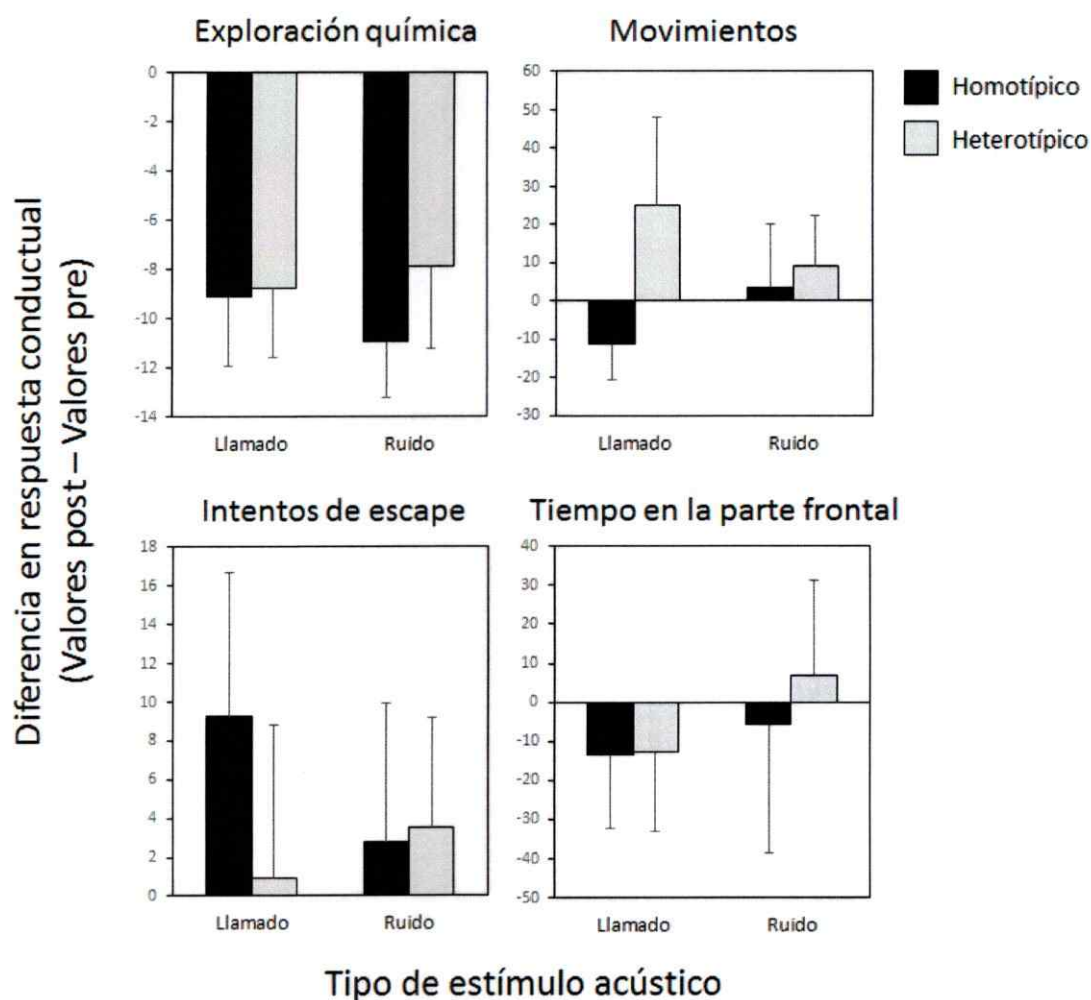 Exploración química
Movimientos
Homotípico
Heterotípico
Diferencia en respuesta conductual
(Valores post – Valores pre)
0
-2
-4
-6
-8
-10
-12
-14
Llamado
Ruido
60
50
40
30
20
10
0
-10
-20
-30
Llamado
Ruido
Intentos de escape
Tiempo en la parte frontal
18
16
14
12
10
8
6
4
2
0
Llamado
Ruido
40
30
20
10
0
-10
-20
-30
-40
-50
Llamado
Ruido
Tipo de estímulo acústico